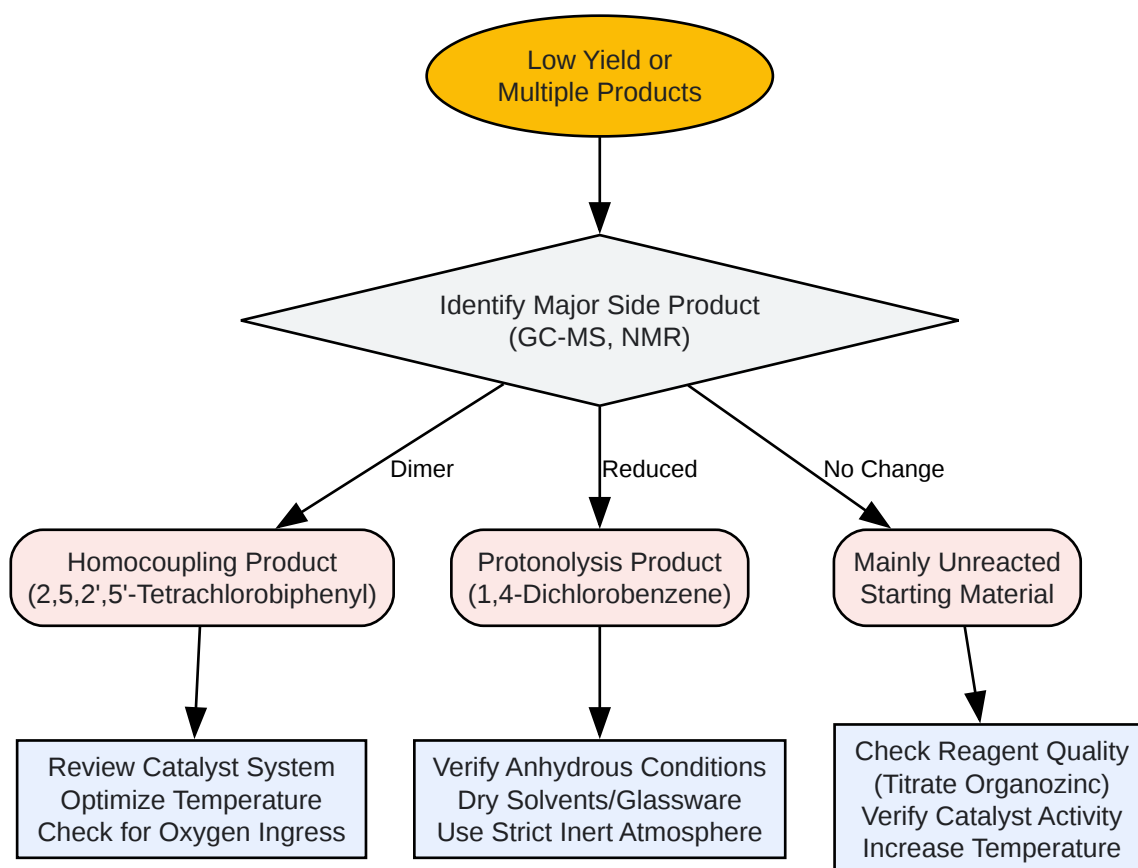 Low Yield or
Multiple Products
Identify Major Side Product
(GC-MS, NMR)
Dimer
Reduced
No Change
Homocoupling Product
(2,5,2',5'-Tetrachlorobiphenyl)
Protonolysis Product
(1,4-Dichlorobenzene)
Mainly Unreacted
Starting Material
Review Catalyst System
Optimize Temperature
Check for Oxygen Ingress
Verify Anhydrous Conditions
Dry Solvents/Glassware
Use Strict Inert Atmosphere
Check Reagent Quality
(Titrate Organozinc)
Verify Catalyst Activity
Increase Temperature